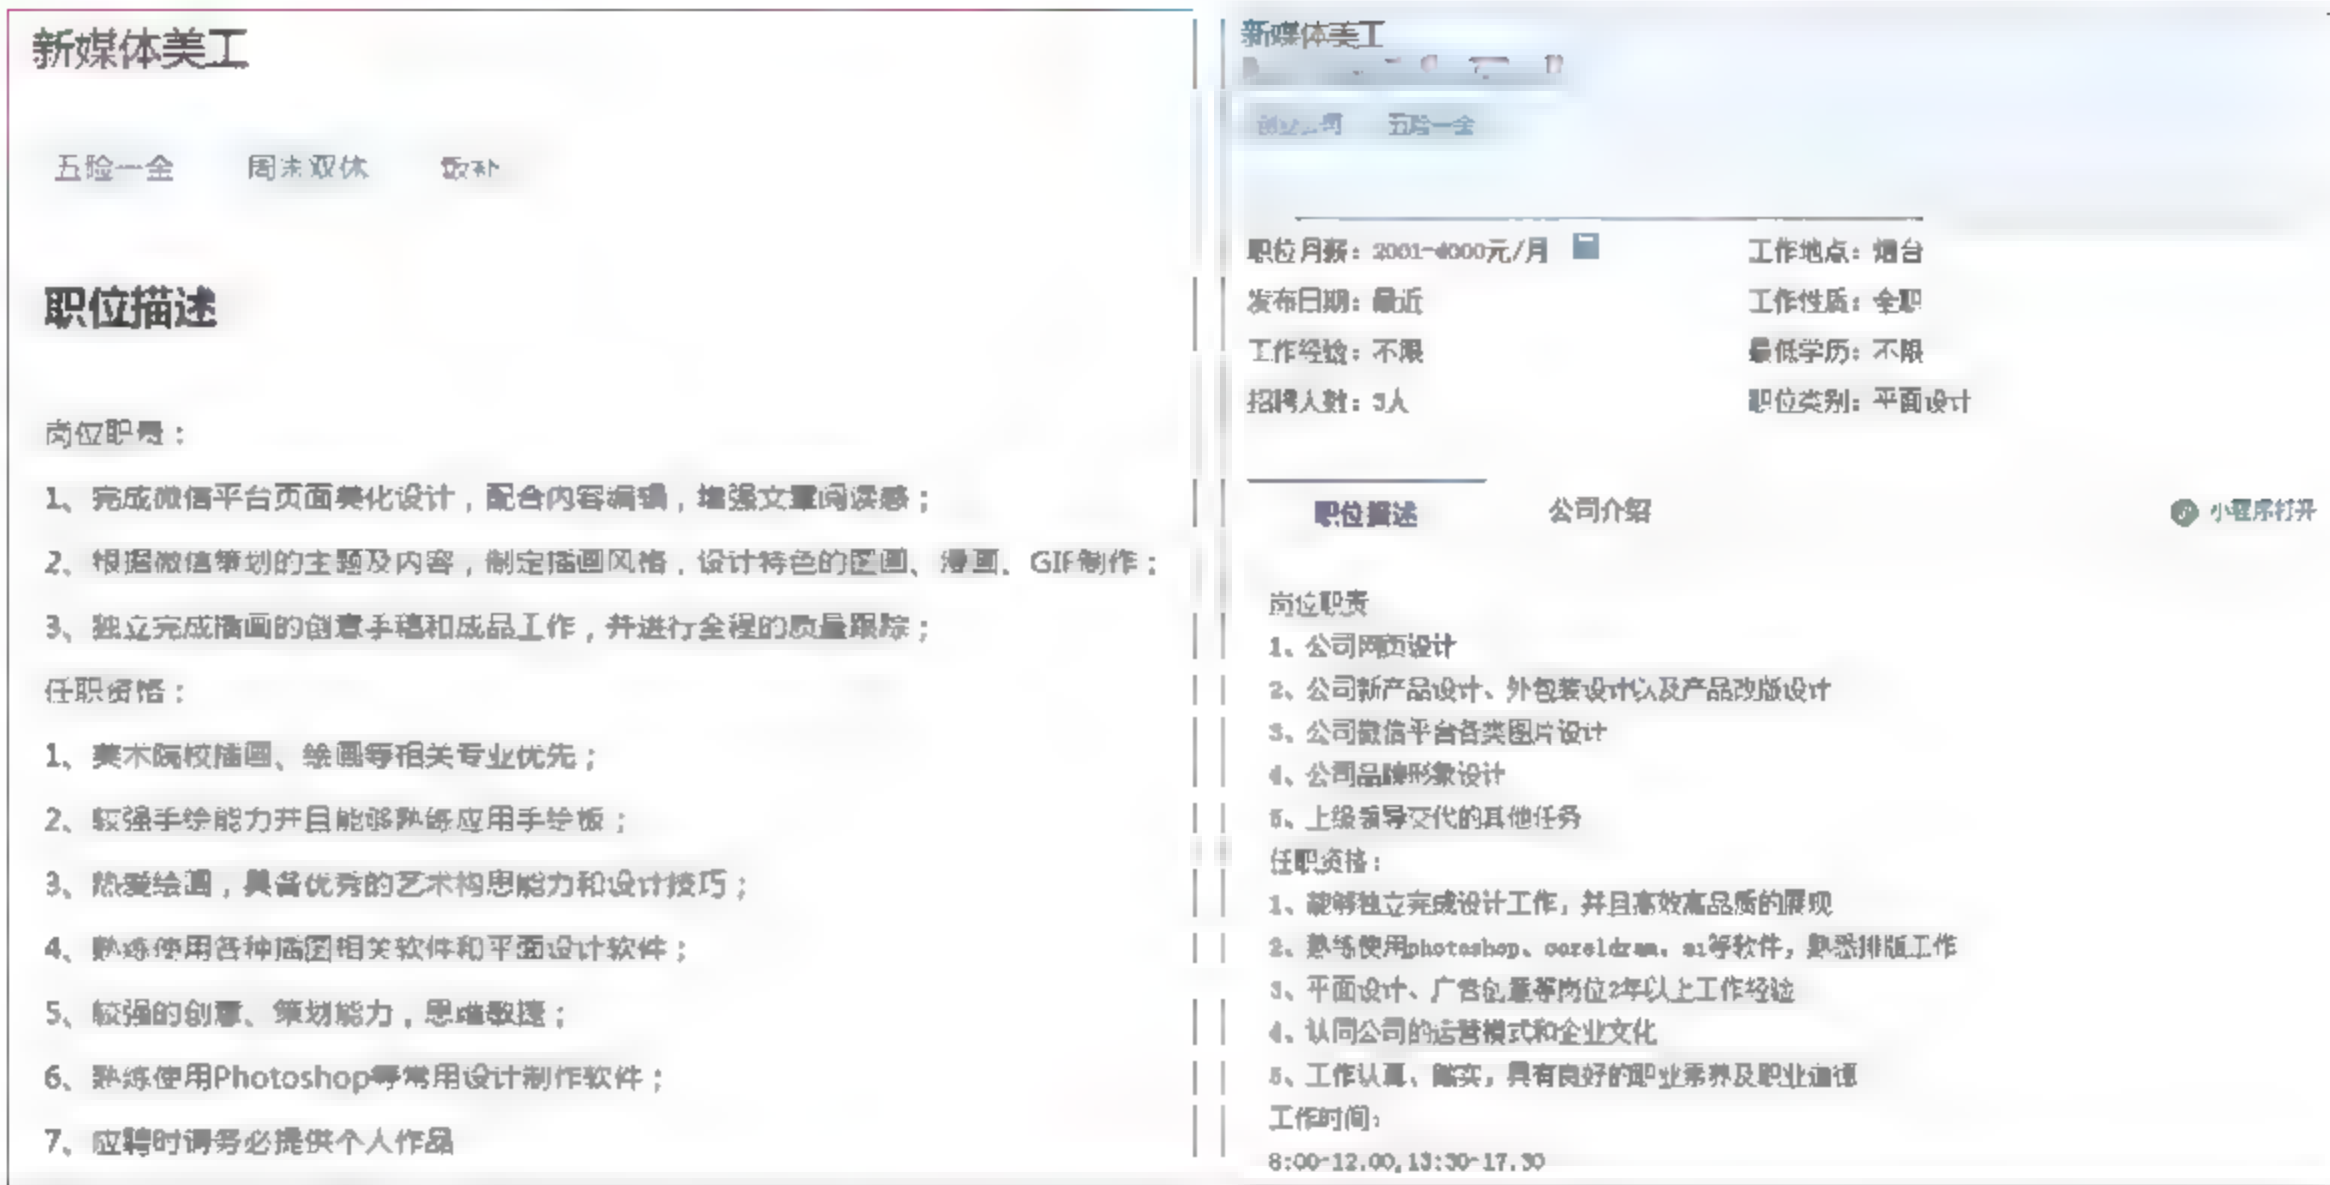 新媒体美工
五险一金 周末双休 饭补
职位描述
岗位职责：
1、完成微信平台页面美化设计，配合内容编辑，增强文章阅读感；
2、根据微信策划的主题及内容，制定插画风格，设计特色的图画、漫画、GIF制作；
3、独立完成插画的创意手稿和成品工作，并进行全程的质量跟踪；
任职资格：
1、美术院校插画、绘画等相关专业优先；
2、较强手绘能力并且能够熟练应用手绘板；
3、热爱绘画，具备优秀的艺术构思能力和设计技巧；
4、熟练使用各种插图相关软件和平面设计软件；
5、较强的创意、策划能力，思维敏捷；
6、熟练使用Photoshop等常用设计制作软件；
7、应聘时请务必提供个人作品
新媒体美工
创业公司 五险一金
职位月薪：2001-4000元/月 工作地点：烟台
发布日期：最近 工作性质：全职
工作经验：不限 最低学历：不限
招聘人数：3人 职位类别：平面设计
职位描述 公司介绍 小程序打开
岗位职责
1、公司网页设计
2、公司新产品设计、外包装设计以及产品改版设计
3、公司微信平台各类图片设计
4、公司品牌形象设计
5、上级领导交代的其他任务
任职资格：
1、能够独立完成设计工作，并且高效高品质的展现
2、熟练使用photoshop、coreldraw、ai等软件，熟悉排版工作
3、平面设计、广告创意等岗位2年以上工作经验
4、认同公司的运营模式和企业文化
5、工作认真、踏实，具有良好的职业素养及职业道德
工作时间：
8:00-12.00,13:30-17.30